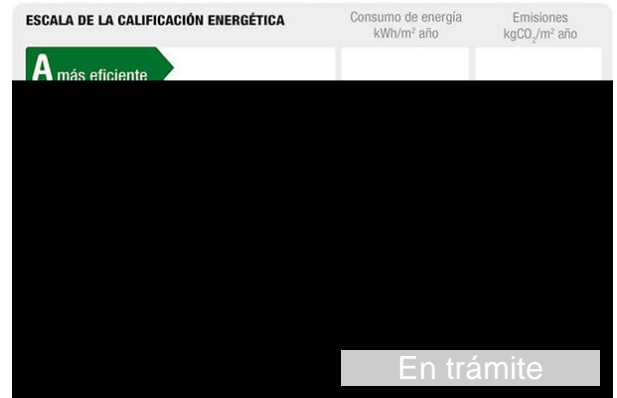 ESCALA DE LA CALIFICACIÓN ENERGÉTICA
Consumo de energía
kWh/m² año
Emisiones
kgCO₂/m² año
A más eficiente
En trámite